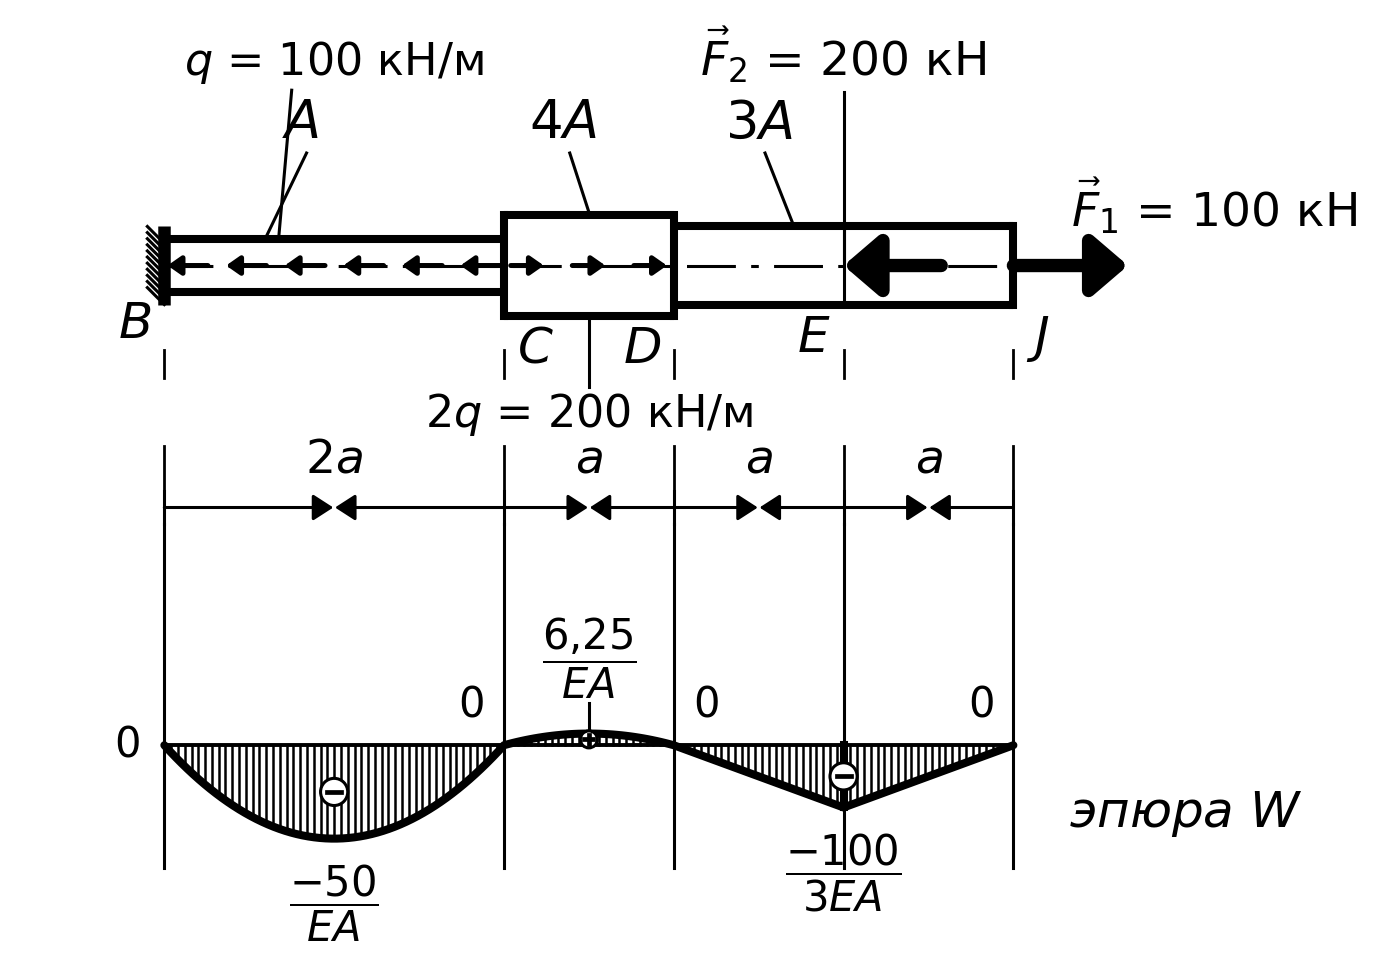 q = 100 кН/м
F⃗₂ = 200 кН
A
4A
3A
F⃗₁ = 100 кН
B
C
D
E
J
2q = 200 кН/м
2a
a
a
a
6,25
EA
0
0
0
0
эпюра W
−50
EA
−100
3EA